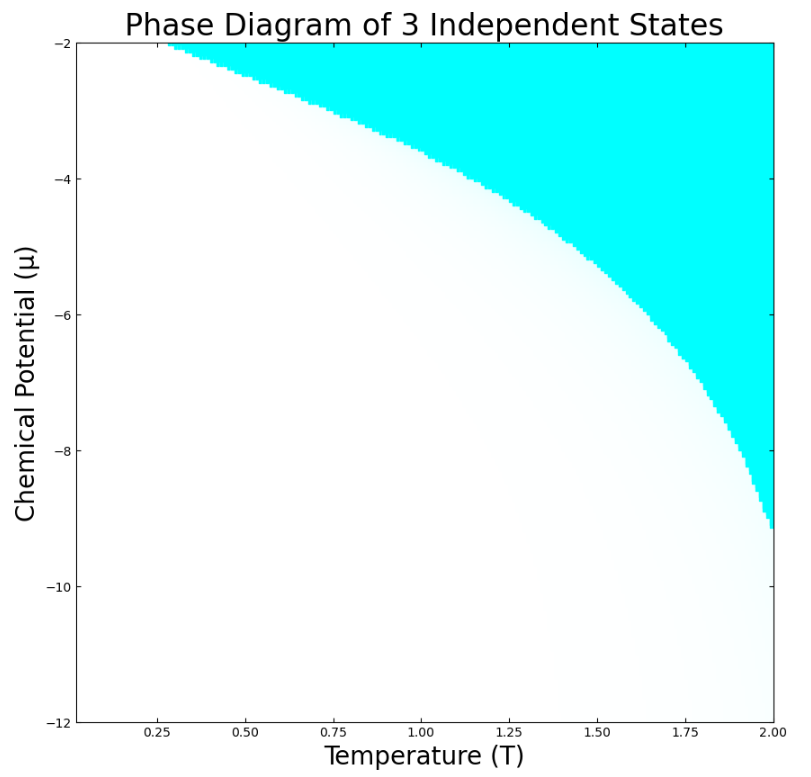 Phase Diagram of 3 Independent States
−2
−4
−6
−8
−10
−12
Chemical Potential (μ)
0.25 0.50 0.75 1.00 1.25 1.50 1.75 2.00
Temperature (T)